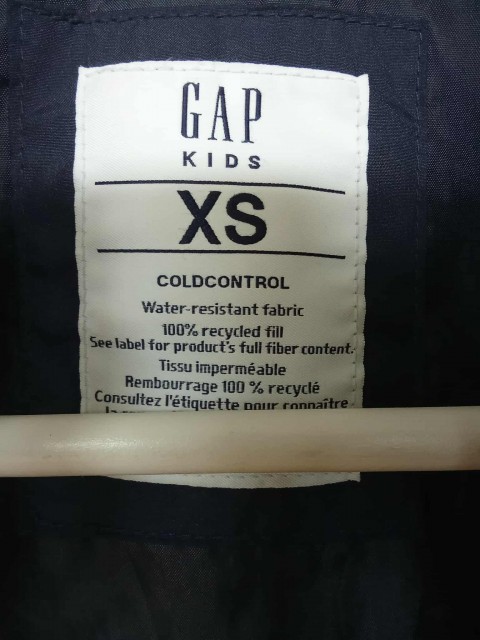 GAP
KIDS
XS
COLDCONTROL
Water-resistant fabric
100% recycled fill
See label for product's full fiber content.
Tissu imperméable
Rembourrage 100 % recyclé
Consultez l'étiquette pour connaître
la